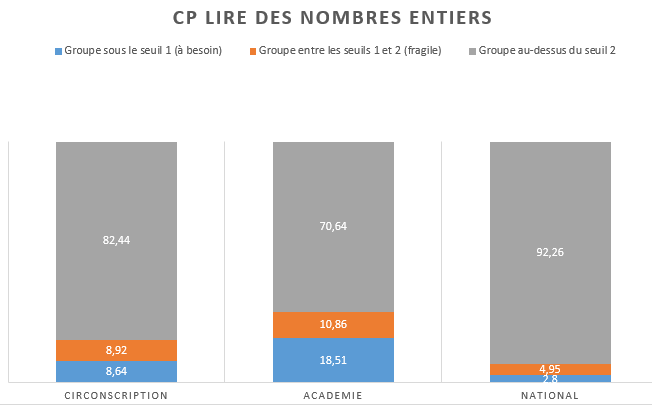 CP LIRE DES NOMBRES ENTIERS
Groupe sous le seuil 1 (à besoin) Groupe entre les seuils 1 et 2 (fragile) Groupe au-dessus du seuil 2
82,44 70,64 92,26
8,92 10,86 4,95
8,64 18,51 2,8
CIRCONSCRIPTION ACADEMIE NATIONAL